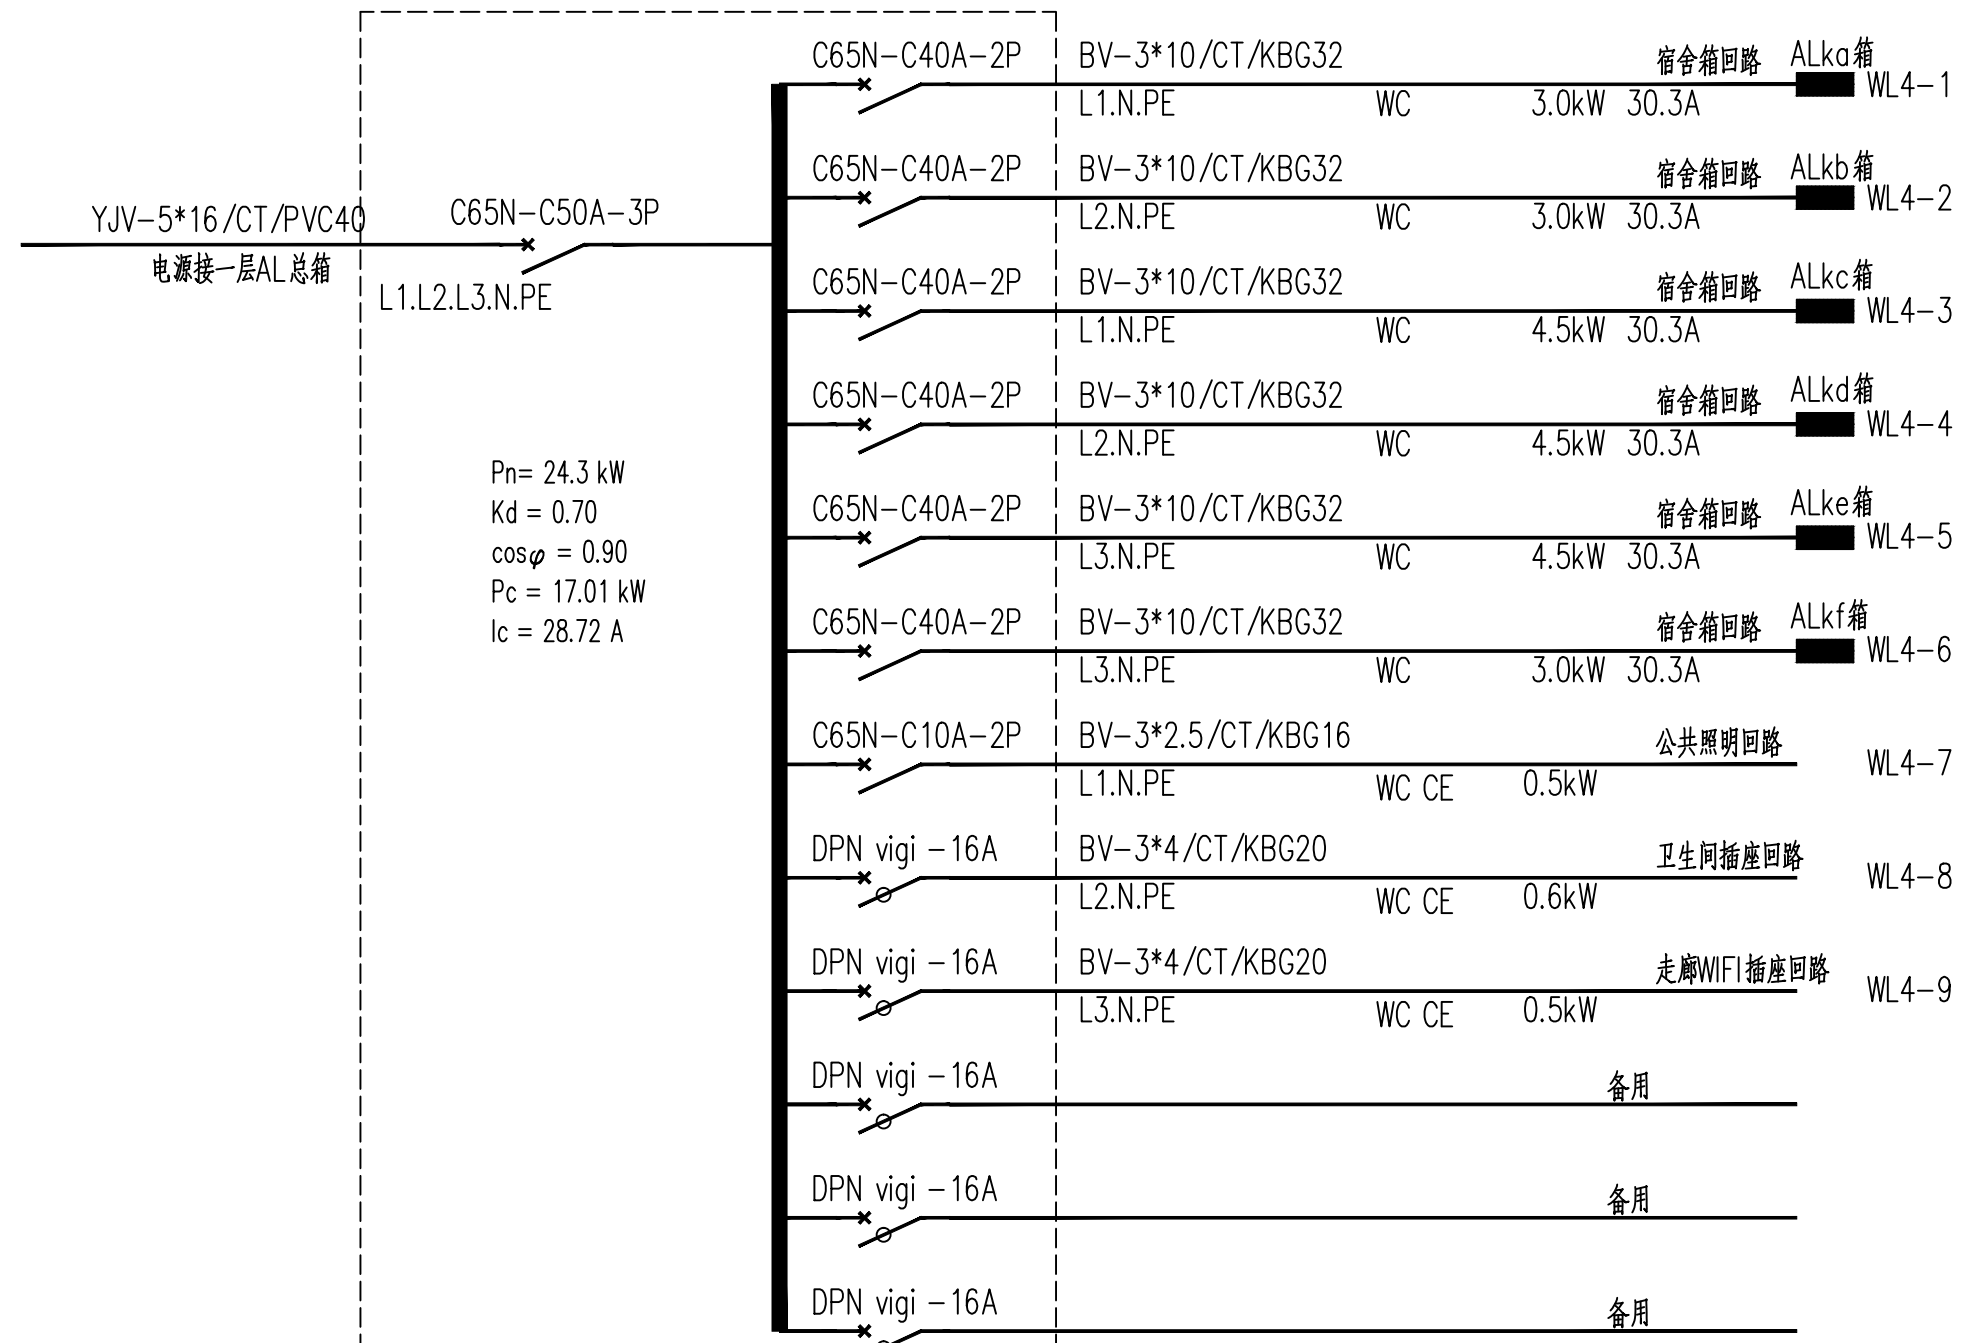 C65N-C40A-2P BV-3*10/CT/KBG32 宿舍箱回路 ALka箱
L1.N.PE WC 3.0kW 30.3A WL4-1
C65N-C40A-2P BV-3*10/CT/KBG32 宿舍箱回路 ALkb箱
L2.N.PE WC 3.0kW 30.3A WL4-2
YJV-5*16/CT/PVC40 C65N-C50A-3P
电源接一层AL总箱
L1.L2.L3.N.PE
C65N-C40A-2P BV-3*10/CT/KBG32 宿舍箱回路 ALkc箱
L1.N.PE WC 4.5kW 30.3A WL4-3
C65N-C40A-2P BV-3*10/CT/KBG32 宿舍箱回路 ALkd箱
L2.N.PE WC 4.5kW 30.3A WL4-4
Pn= 24.3 kW
Kd = 0.70
cosφ = 0.90
Pc = 17.01 kW
Ic = 28.72 A
C65N-C40A-2P BV-3*10/CT/KBG32 宿舍箱回路 ALke箱
L3.N.PE WC 4.5kW 30.3A WL4-5
C65N-C40A-2P BV-3*10/CT/KBG32 宿舍箱回路 ALkf箱
L3.N.PE WC 3.0kW 30.3A WL4-6
C65N-C10A-2P BV-3*2.5/CT/KBG16 公共照明回路
L1.N.PE WC CE 0.5kW WL4-7
DPN vigi -16A BV-3*4/CT/KBG20 卫生间插座回路
L2.N.PE WC CE 0.6kW WL4-8
DPN vigi -16A BV-3*4/CT/KBG20 走廊WIFI插座回路
L3.N.PE WC CE 0.5kW WL4-9
DPN vigi -16A 备用
DPN vigi -16A 备用
DPN vigi -16A 备用